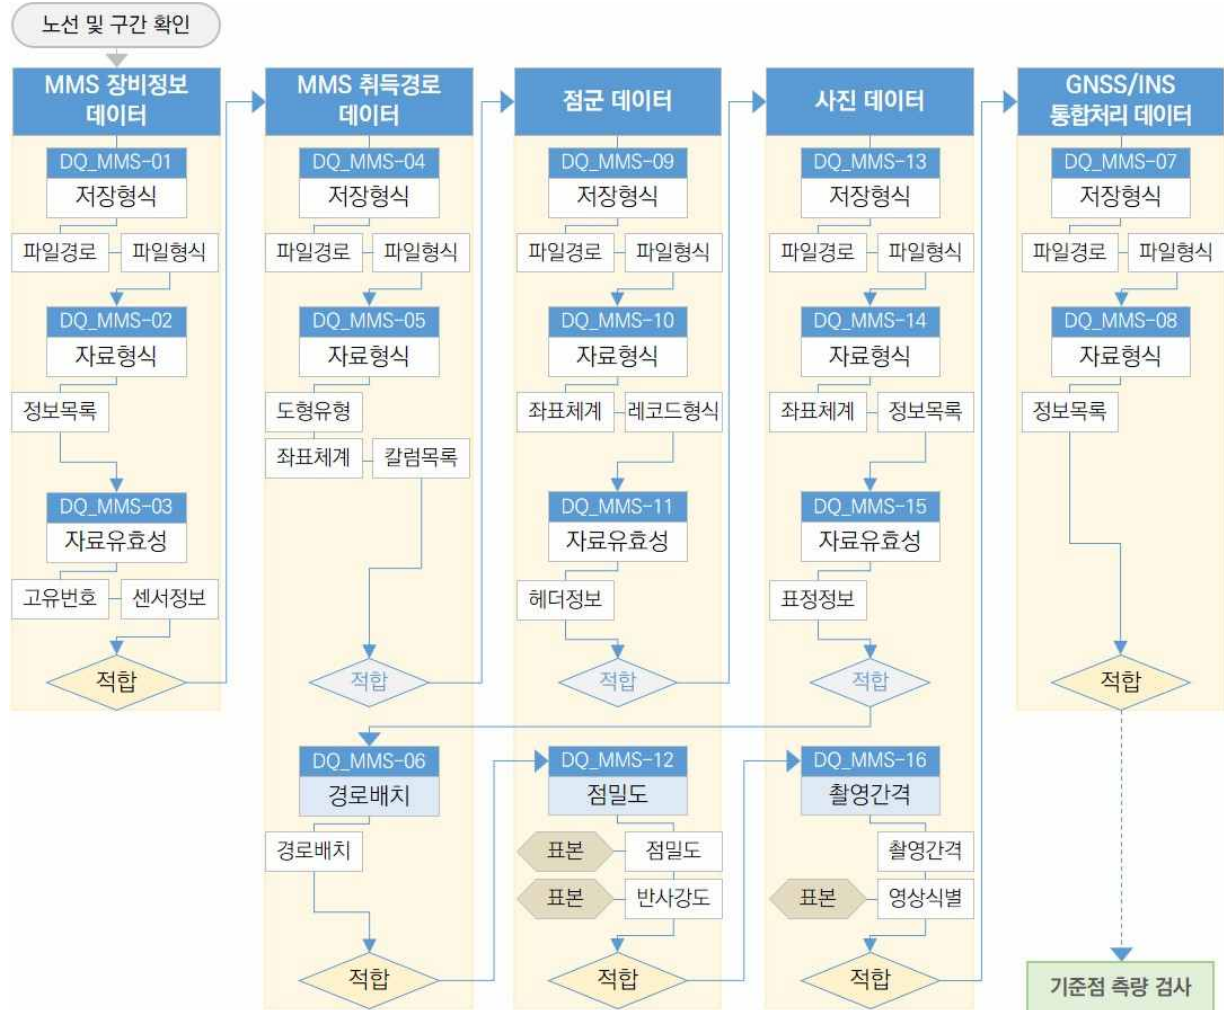 노선 및 구간 확인
MMS 장비정보
데이터
DQ_MMS-01
저장형식
파일경로
파일형식
DQ_MMS-02
자료형식
정보목록
DQ_MMS-03
자료유효성
고유번호
센서정보
적합
MMS 취득경로
데이터
DQ_MMS-04
저장형식
파일경로
파일형식
DQ_MMS-05
자료형식
도형유형
좌표체계
칼럼목록
적합
점군 데이터
DQ_MMS-09
저장형식
파일경로
파일형식
DQ_MMS-10
자료형식
좌표체계
레코드형식
DQ_MMS-11
자료유효성
헤더정보
적합
사진 데이터
DQ_MMS-13
저장형식
파일경로
파일형식
DQ_MMS-14
자료형식
좌표체계
정보목록
DQ_MMS-15
자료유효성
표정정보
적합
DQ_MMS-06
경로배치
경로배치
적합
DQ_MMS-12
점밀도
표본
점밀도
표본
반사강도
적합
DQ_MMS-16
촬영간격
촬영간격
표본
영상식별
적합
GNSS/INS
통합처리 데이터
DQ_MMS-07
저장형식
파일경로
파일형식
DQ_MMS-08
자료형식
정보목록
적합
기준점 측량 검사